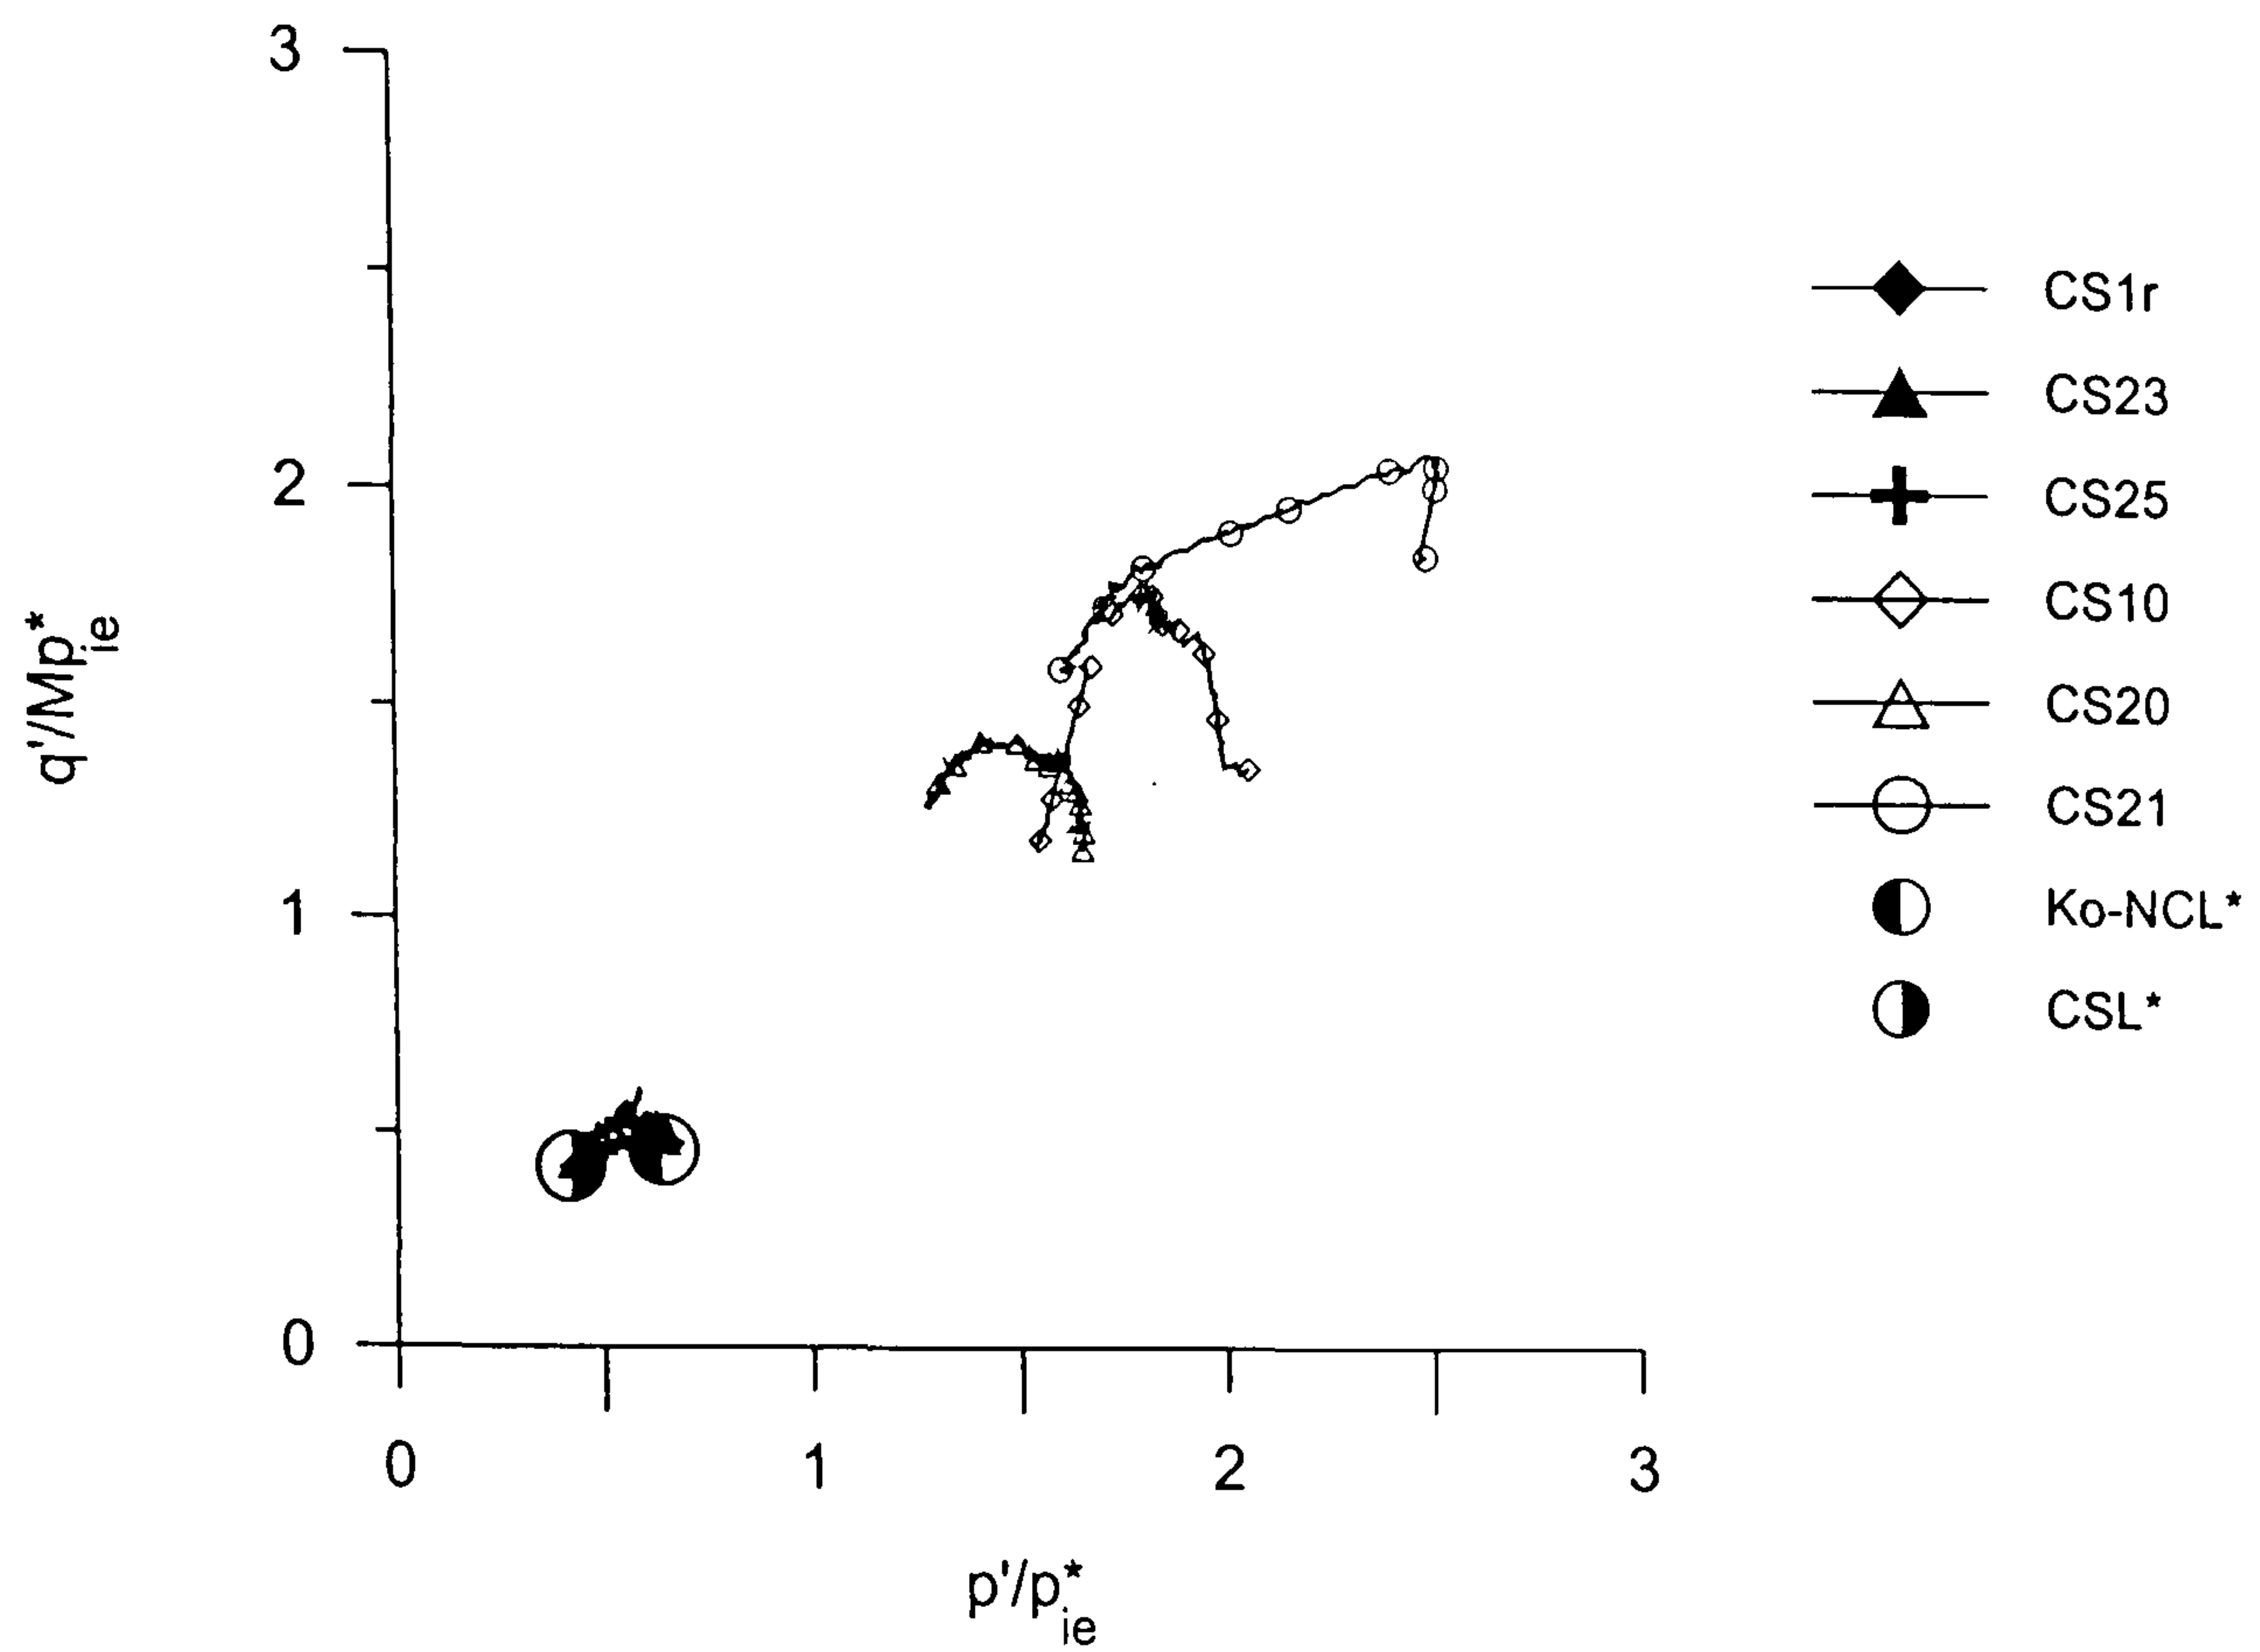 3
2
1
0
q'/Mp*ie
0
1
2
3
p'/p*ie
CS1r
CS23
CS25
CS10
CS20
CS21
Ko-NCL*
CSL*